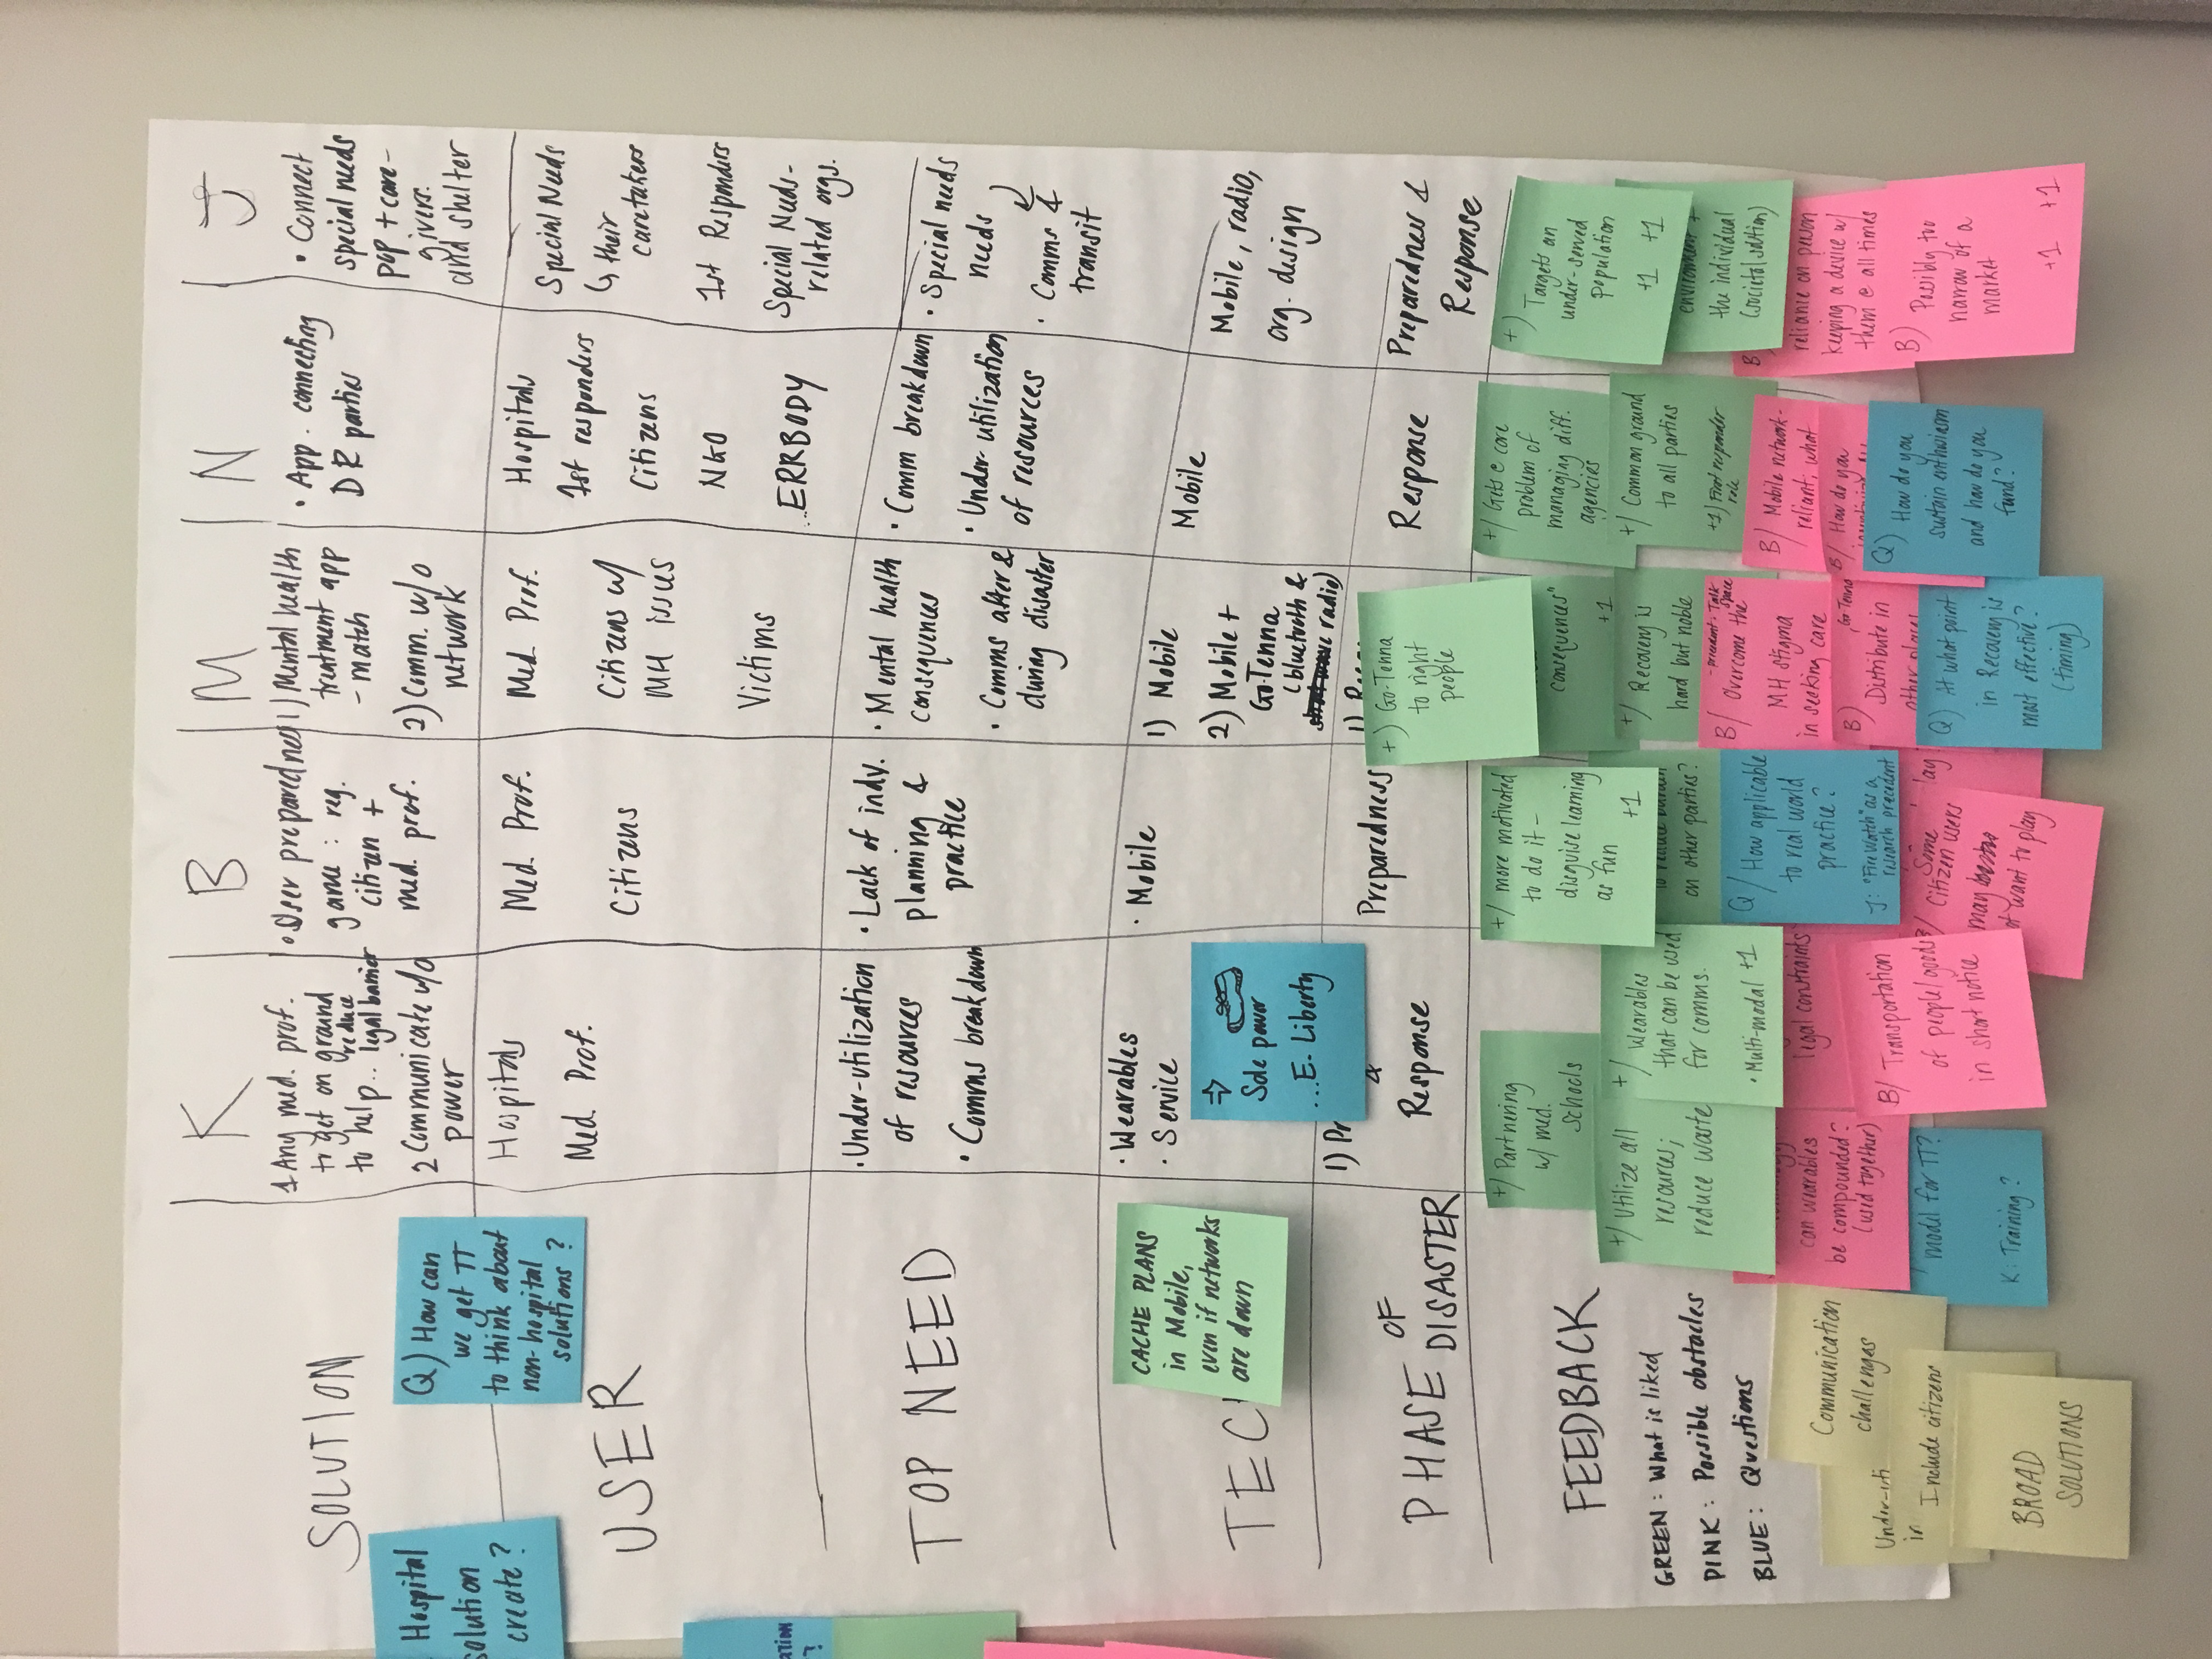 K
B
M
N
J
SOLUTION
1 Any med. prof.
to get on ground
to help.. reduce
legal barrier
2 Communicate w/o
power
• User preparedness
game : reg.
citizen +
med. prof.
1) Mental health
treatment app
- match
2) Comm. w/o
network
• App. connecting
DR parties
• Connect
special needs
pop + care-
givers.
and shelter
Hospital
solution
create?
Q) How can
we get TT
to think about
non-hospital
solutions ?
USER
Hospitals
Med. Prof.
Med. Prof.
Citizens
Med. Prof.
Citizens w/
MH issues
Victims
Hospitals
1st responders
Citizens
NGO
...ERRBODY
Special Needs
↳ their
caretakers
1st Responders
Special Needs-
related orgs.
TOP NEED
• Under-utilization
of resources
• Comms breakdown
• Lack of indv.
planning &
practice
• Mental health
consequences
• Comms after &
during disaster
• Comm breakdown
• Under-utilization
of resources
• Special needs
needs
• Comms &
transit
TEC
CACHE PLANS
in Mobile,
even if networks
are down
• Wearables
• Service
⇒
Sole power
...E. Liberty
• Mobile
1) Mobile
2) Mobile +
Go-Tenna
(bluetooth &
radio)
Mobile
Mobile, radio,
org. design
PHASE OF
DISASTER
1) Pr
&
Response
Preparedness
1)
+) Go-Tenna
to right
people
Response
Preparedness &
Response
FEEDBACK
GREEN : What is liked
PINK : Possible obstacles
BLUE : Questions
+/ Partnering
w/ med.
schools
+/ Utilize all
resources;
reduce waste
+/ Wearables
that can be used
for comms.
• Multi-modal +1
can wearables
be compounded?
(used together)
legal constraints
B/ Transportation
of people/goods
in short notice
model for TT?
K: Training ?
+/ more motivated
to do it -
disguise learning
as fun
+1
to reduce burden
on other parties?
Q/ How applicable
to real world
practice?
J: "FireWatch" as a
research precedent
Some
Citizen users
may
not want to play
lay
consequences"
+1
+/ Recovery is
hard but noble
- precedent: Talk
Space
B/ Overcome the
MH stigma
in seeking care
B) Go Tenna
Distribute in
other places
Q) At what point
in Recovery is
most effective?
(timing)
+/ Gets @ core
problem of
managing diff.
agencies
+/ Common ground
to all parties
+1) First responder
role
B/ Mobile network-
reliant, what
B/ How do you
Q) How do you
sustain enthusiasm
and how do you
fund?
+) Targets an
under-served
population
+1 +1
environment +
the individual
(societal solution)
B
reliance on person
keeping a device w/
them @ all times
B) Possibly too
narrow of a
market
+1 +1
Communication
challenges
Under-uti
in
Include citizens
BROAD
SOLUTIONS